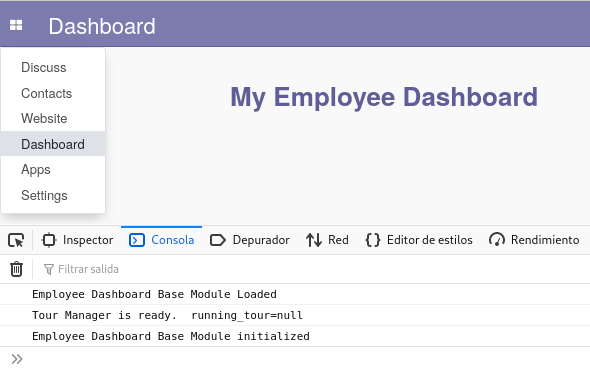 Dashboard
Discuss
Contacts
Website
Dashboard
Apps
Settings
My Employee Dashboard
Inspector Consola Depurador Red Editor de estilos Rendimiento
Filtrar salida
Employee Dashboard Base Module Loaded
Tour Manager is ready.  running_tour=null
Employee Dashboard Base Module initialized